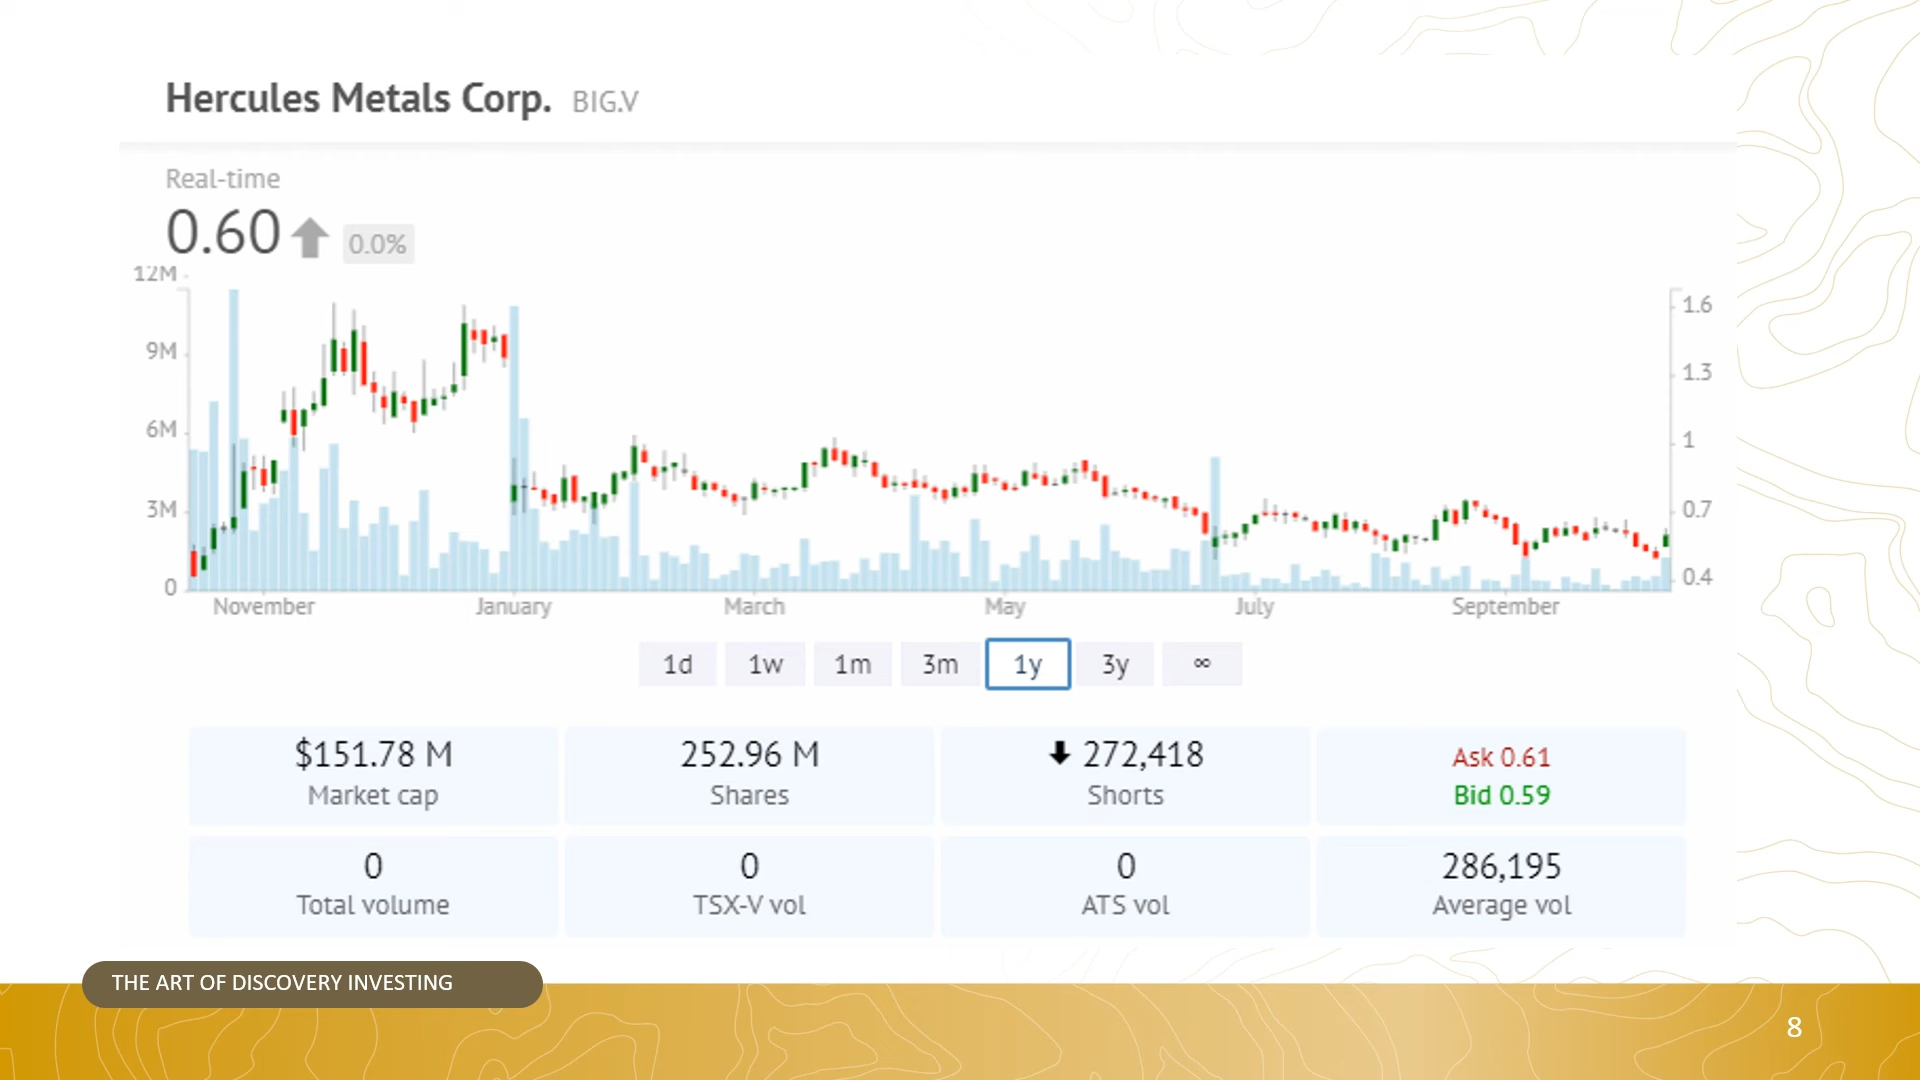 Hercules Metals Corp. BIG.V
Real-time
0.60 0.0%
12M
9M
6M
3M
0
1.6
1.3
1
0.7
0.4
November January March May July September
1d 1w 1m 3m 1y 3y ∞
$151.78 M 252.96 M 272,418 Ask 0.61
Market cap Shares Shorts Bid 0.59
0 0 0 286,195
Total volume TSX-V vol ATS vol Average vol
THE ART OF DISCOVERY INVESTING
8